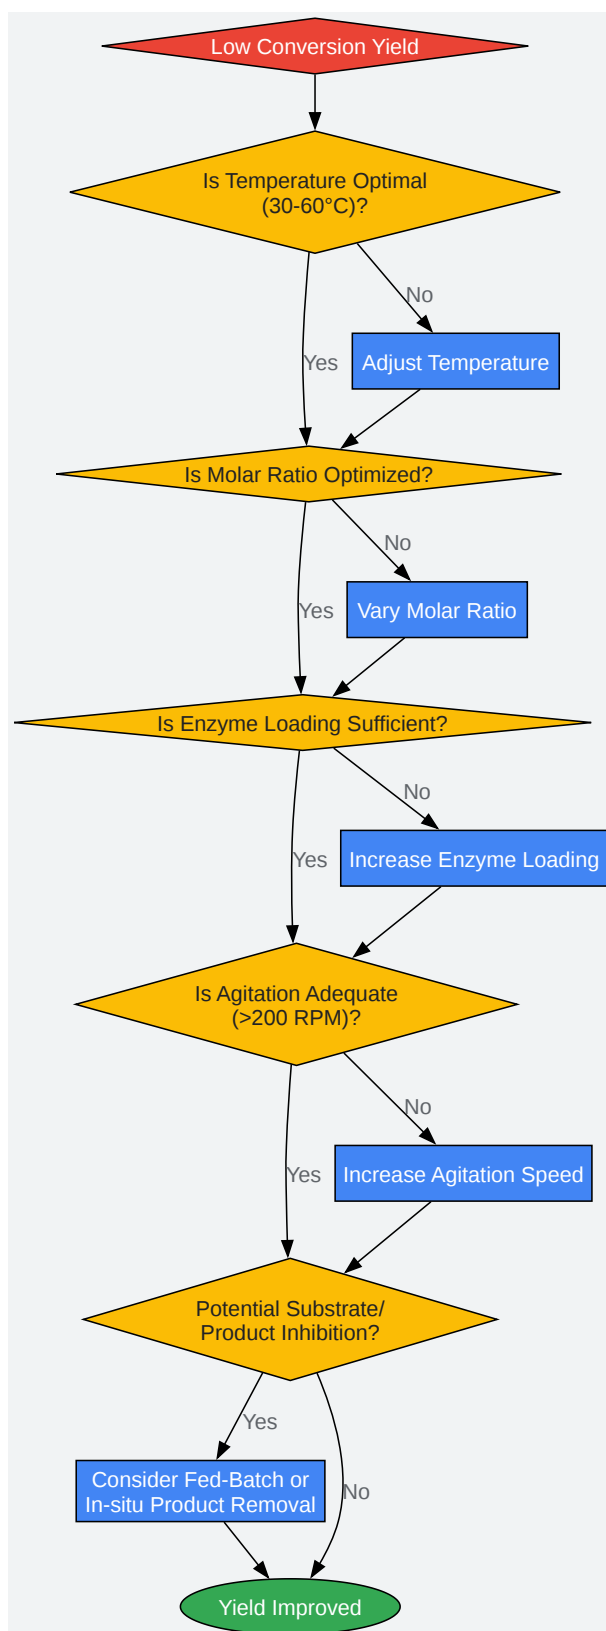 Low Conversion Yield
Is Temperature Optimal
(30-60°C)?
No
Yes
Adjust Temperature
Is Molar Ratio Optimized?
No
Yes
Vary Molar Ratio
Is Enzyme Loading Sufficient?
No
Yes
Increase Enzyme Loading
Is Agitation Adequate
(>200 RPM)?
No
Yes
Increase Agitation Speed
Potential Substrate/
Product Inhibition?
Yes
Consider Fed-Batch or
In-situ Product Removal
No
Yield Improved